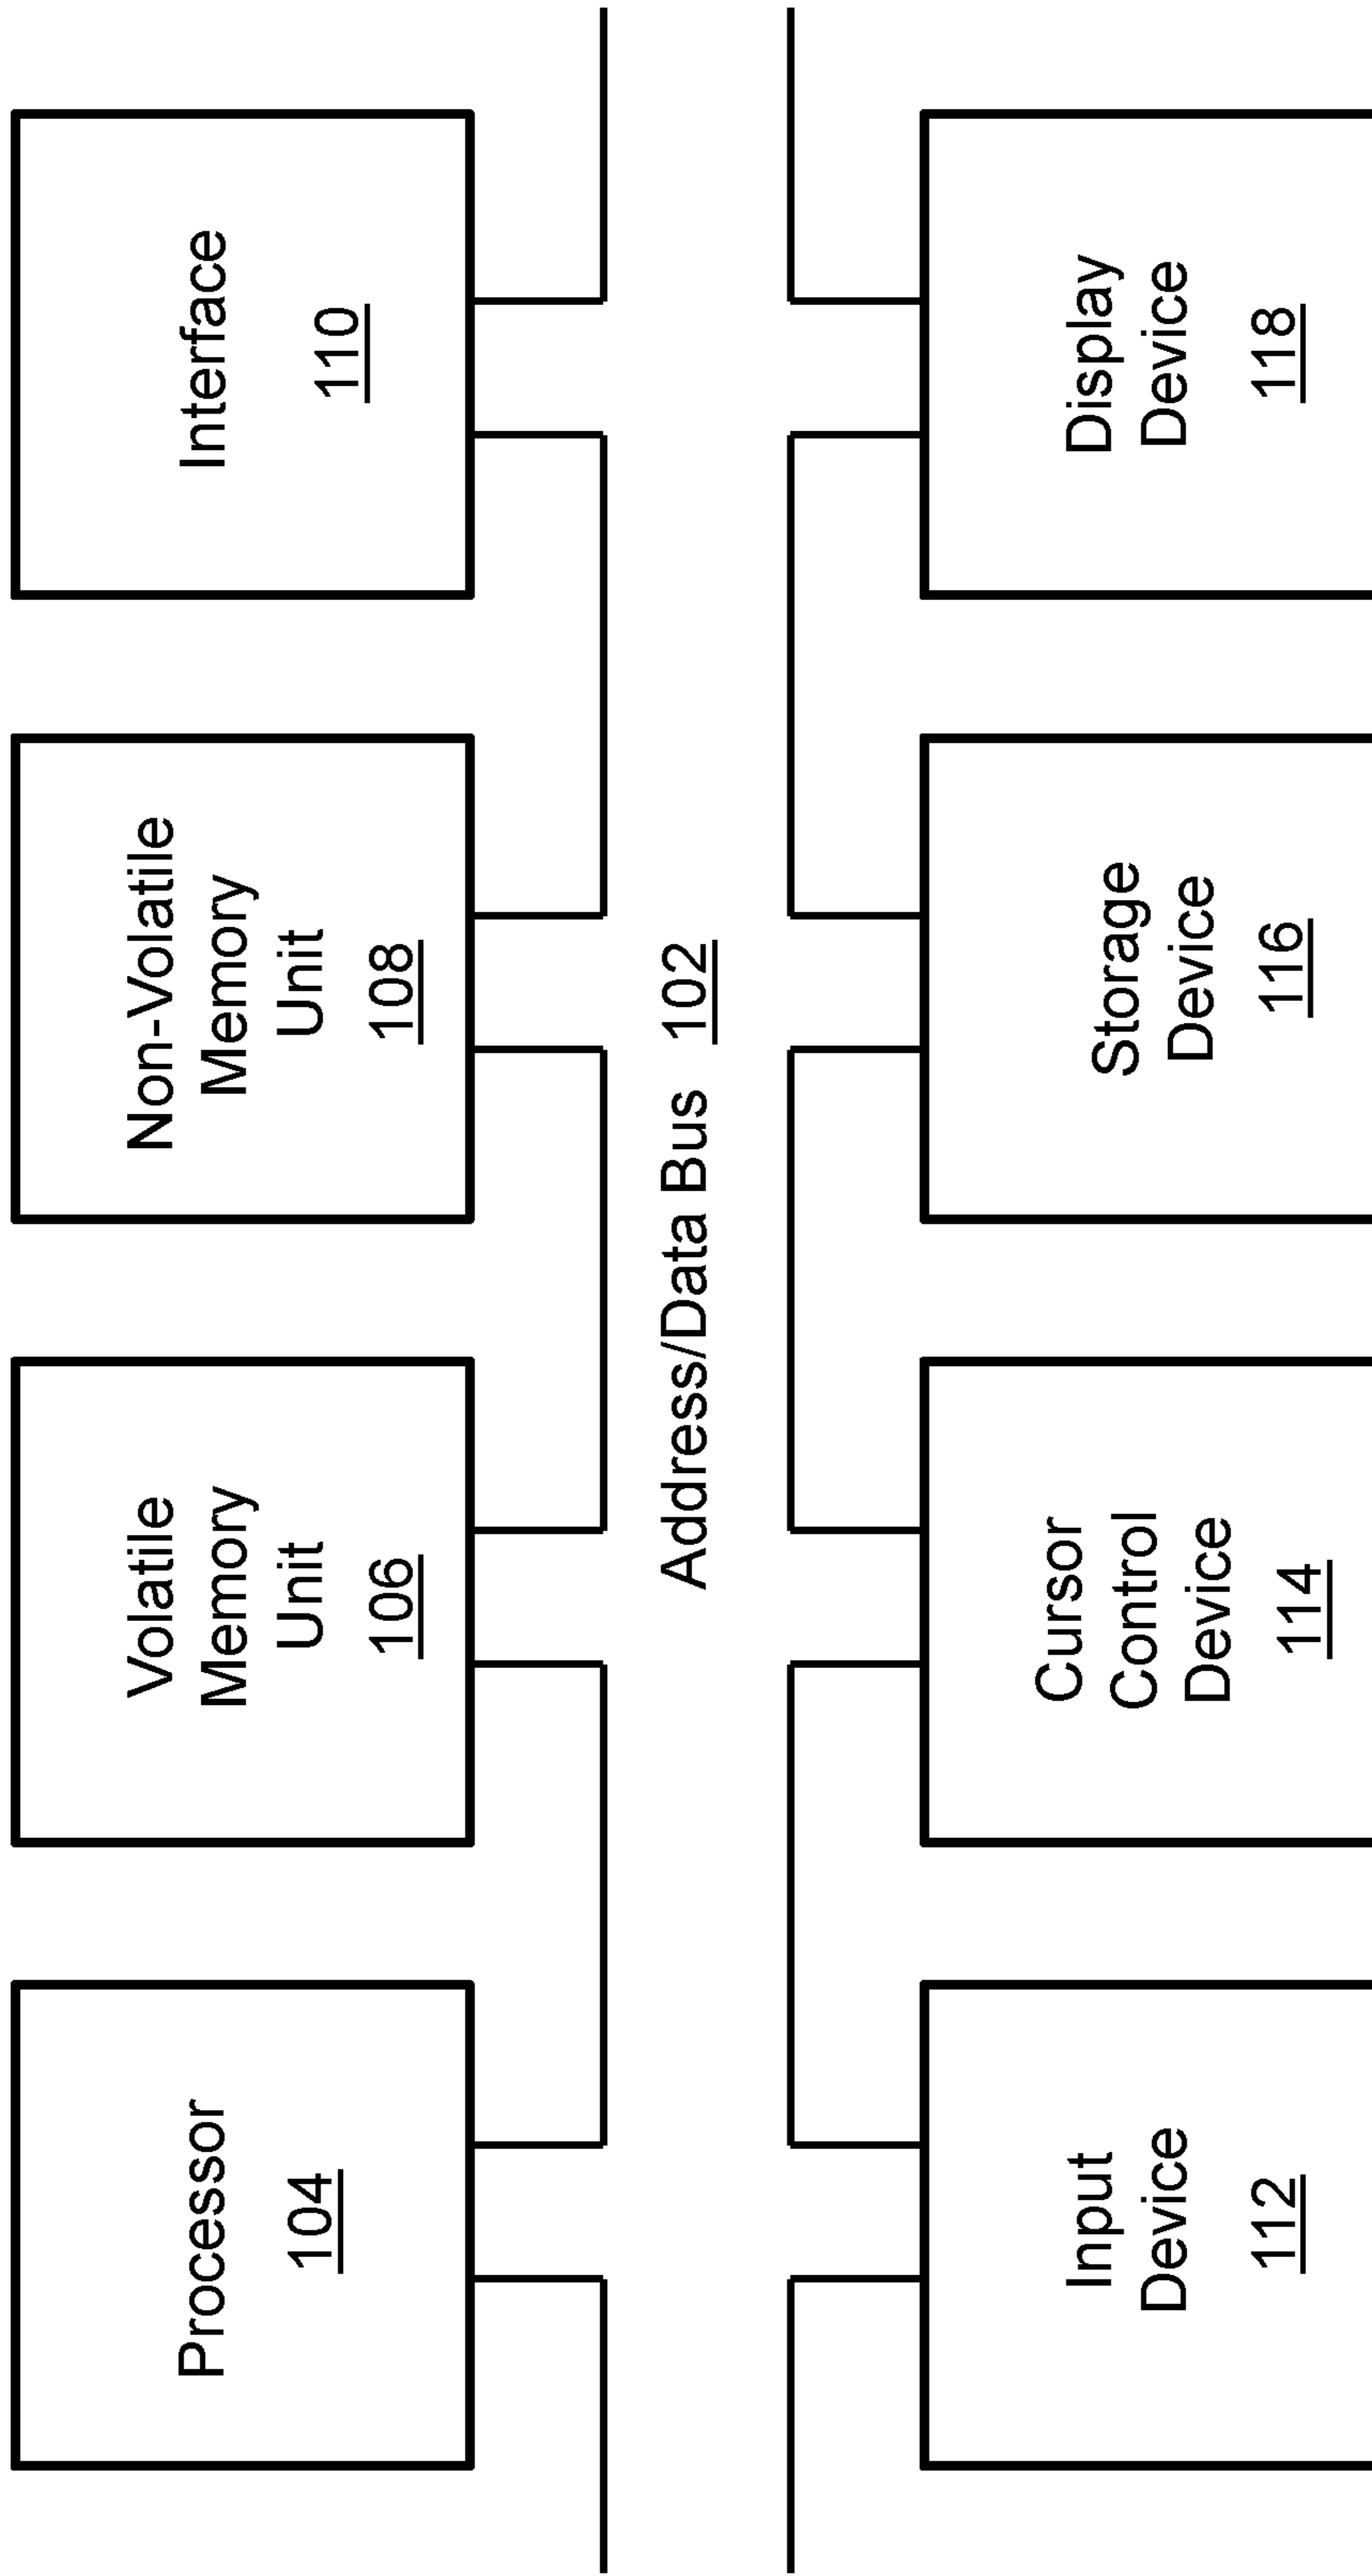 Processor
104
Volatile
Memory
Unit
106
Non-Volatile
Memory
Unit
108
Interface
110
Address/Data Bus 102
Input
Device
112
Cursor
Control
Device
114
Storage
Device
116
Display
Device
118